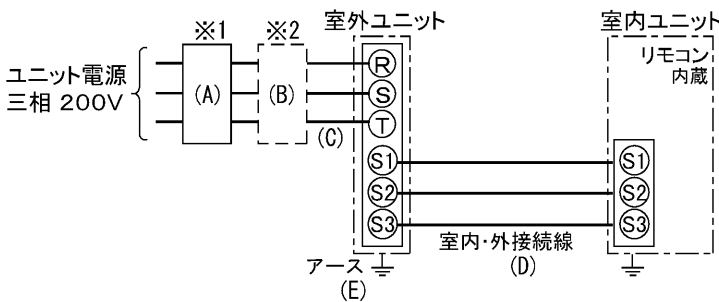 ※1
※2
室外ユニット
室内ユニット
ユニット電源
三相 200V
(A)
(B)
(C)
R
S
T
S1
S2
S3
リモコン
内蔵
S1
S2
S3
室内・外接続線
(D)
アース
(E)